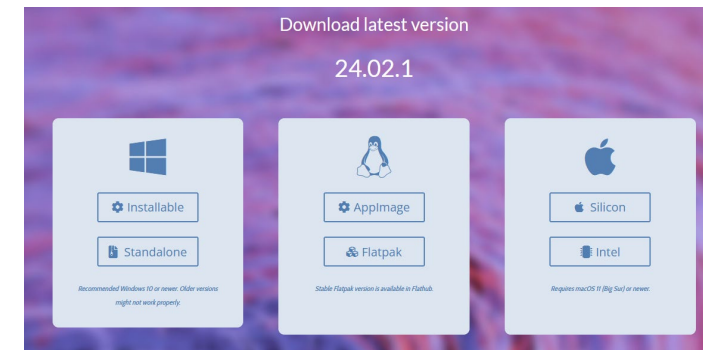 Download latest version
24.02.1
Installable
Standalone
Recommended Windows 10 or newer. Older versions
might not work properly.
AppImage
Flatpak
Stable Flatpak version is available in Flathub.
Silicon
Intel
Requires macOS 11 (Big Sur) or newer.